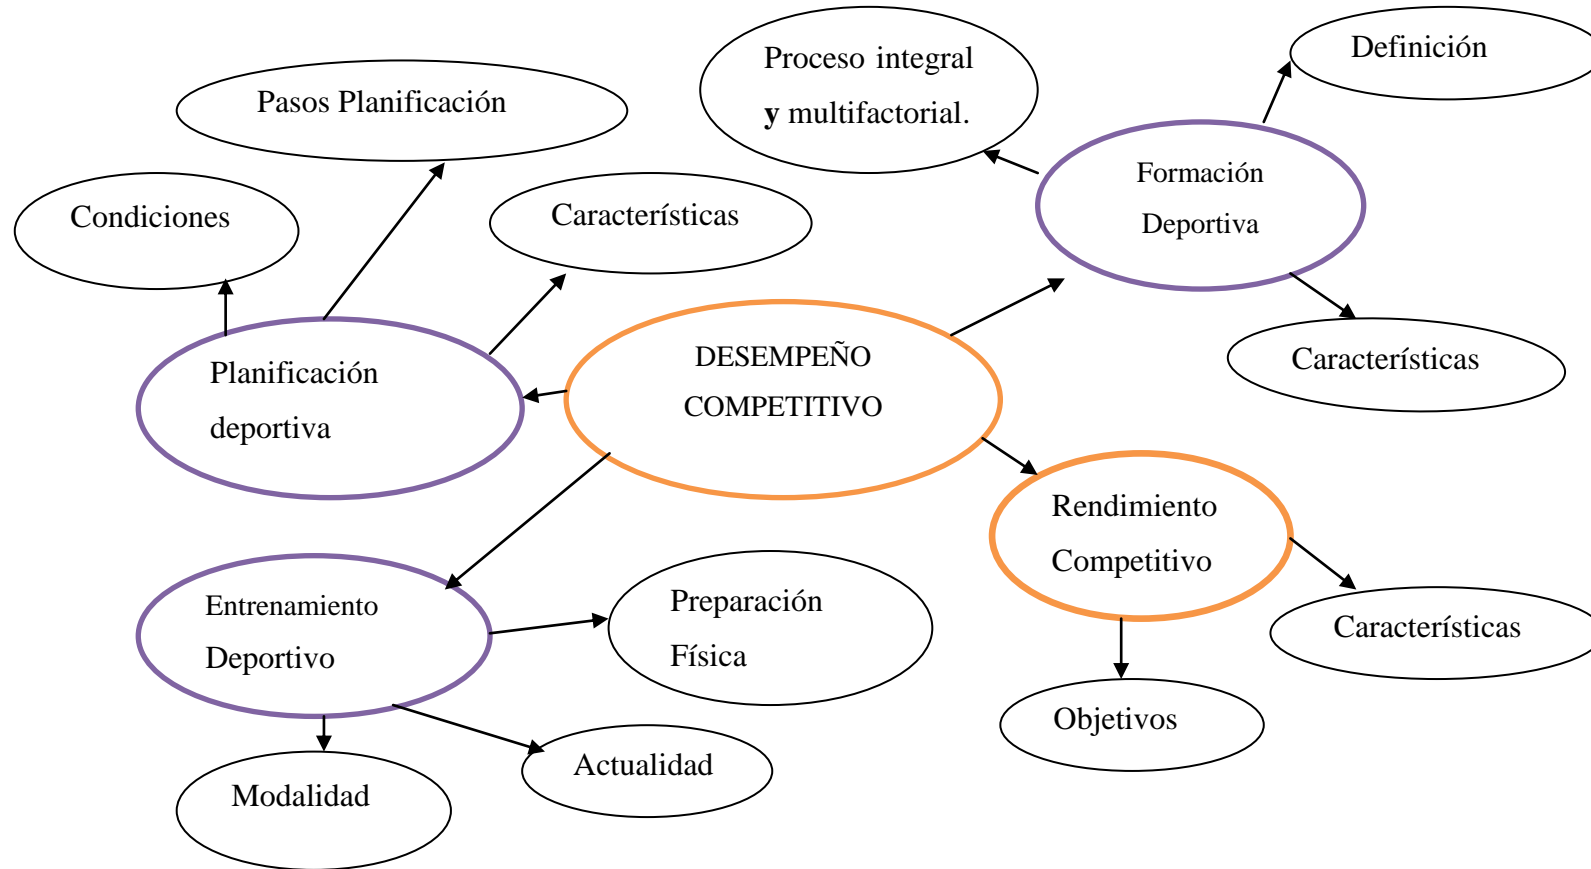 Definición
Proceso integral
y multifactorial.
Pasos Planificación
Formación
Deportiva
Condiciones
Características
DESEMPEÑO
COMPETITIVO
Planificación
deportiva
Características
Rendimiento
Competitivo
Entrenamiento
Deportivo
Preparación
Física
Características
Objetivos
Actualidad
Modalidad